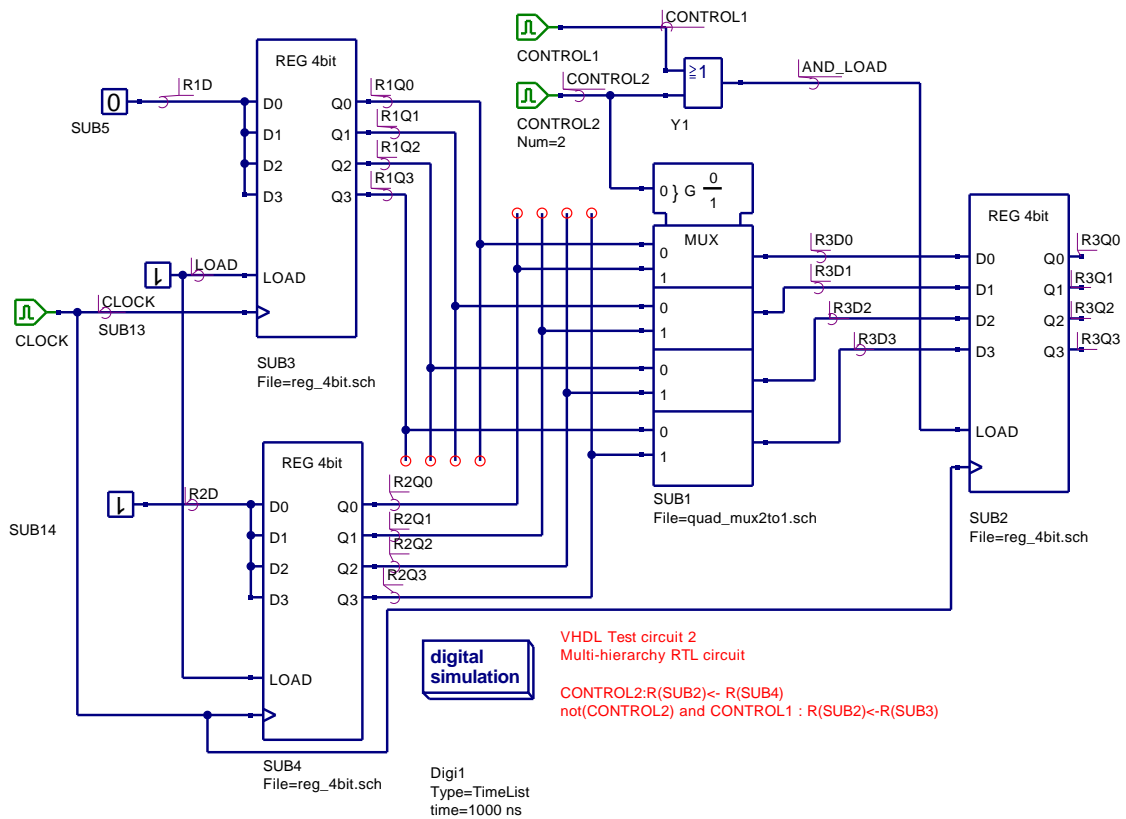 CONTROL1
CONTROL1
≥1
AND_LOAD
CONTROL2
CONTROL2
Num=2
Y1
REG 4bit
R1D
0
SUB5
D0
D1
D2
D3
Q0
Q1
Q2
Q3
R1Q0
R1Q1
R1Q2
R1Q3
LOAD
1
LOAD
CLOCK
CLOCK
SUB13
SUB3
File=reg_4bit.sch
0 } G 0
1
MUX
0
1
0
1
0
1
0
1
SUB1
File=quad_mux2to1.sch
R3D0
R3D1
R3D2
R3D3
REG 4bit
D0
D1
D2
D3
Q0
Q1
Q2
Q3
R3Q0
R3Q1
R3Q2
R3Q3
LOAD
SUB2
File=reg_4bit.sch
REG 4bit
R2D
1
SUB14
D0
D1
D2
D3
Q0
Q1
Q2
Q3
R2Q0
R2Q1
R2Q2
R2Q3
LOAD
SUB4
File=reg_4bit.sch
digital
simulation
VHDL Test circuit 2
Multi-hierarchy RTL circuit
CONTROL2:R(SUB2)<- R(SUB4)
not(CONTROL2) and CONTROL1 : R(SUB2)<-R(SUB3)
Digi1
Type=TimeList
time=1000 ns